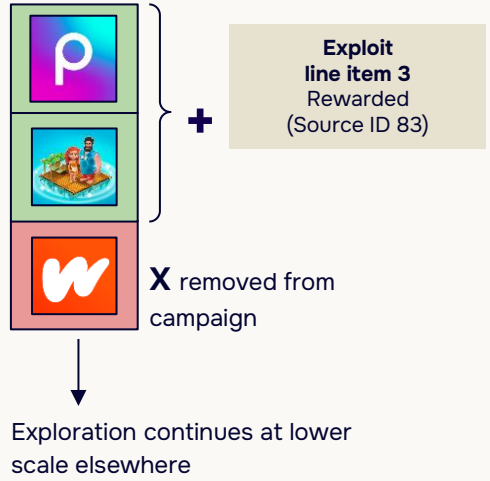 P
+
Exploit
line item 3
Rewarded
(Source ID 83)
W
X removed from
campaign
Exploration continues at lower
scale elsewhere